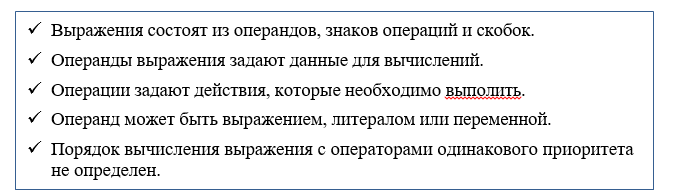 ✓ Выражения состоят из операндов, знаков операций и скобок.
✓ Операнды выражения задают данные для вычислений.
✓ Операции задают действия, которые необходимо выполить.
✓ Операнд может быть выражением, литералом или переменной.
✓ Порядок вычисления выражения с операторами одинакового приоритета
не определен.